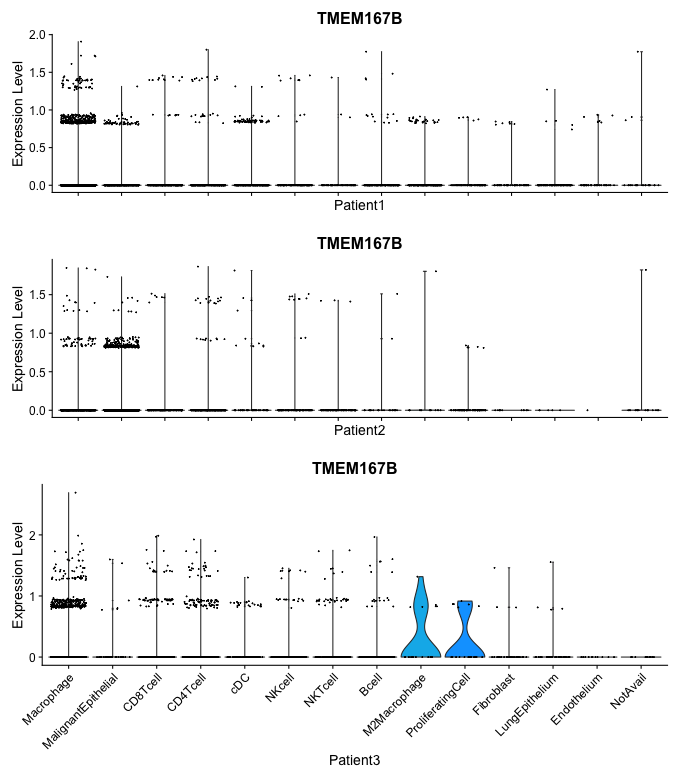 TMEM167B
Expression Level
2.0
1.5
1.0
0.5
0.0
Patient1
TMEM167B
Expression Level
1.5
1.0
0.5
0.0
Patient2
TMEM167B
Expression Level
2
1
0
Macrophage
MalignantEpithelial
CD8Tcell
CD4Tcell
cDC
NKcell
NKTcell
Bcell
M2Macrophage
ProliferatingCell
Fibroblast
LungEpithelium
Endothelium
NotAvail
Patient3